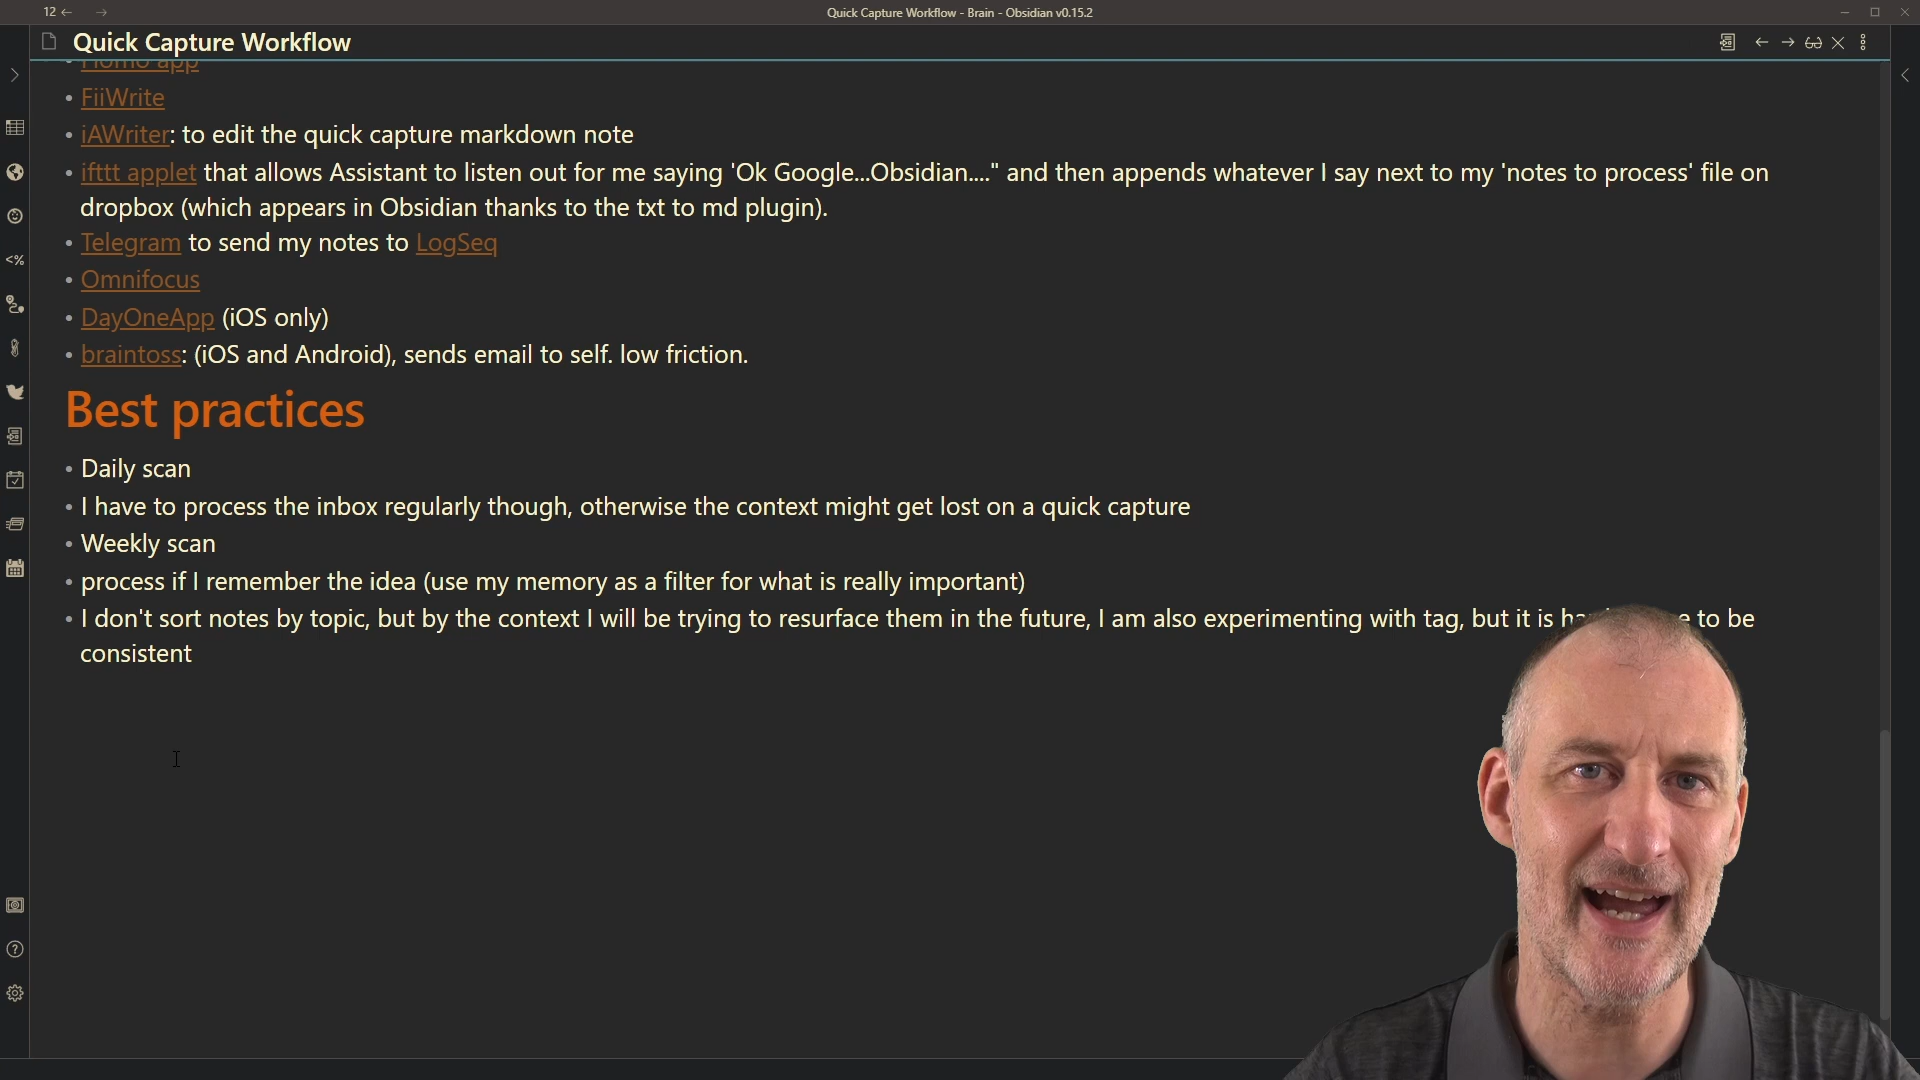 12
Quick Capture Workflow - Brain - Obsidian v0.15.2
Quick Capture Workflow
app
• FiiWrite
• iAWriter: to edit the quick capture markdown note
• ifttt applet that allows Assistant to listen out for me saying 'Ok Google...Obsidian...." and then appends whatever I say next to my 'notes to process' file on
dropbox (which appears in Obsidian thanks to the txt to md plugin).
• Telegram to send my notes to LogSeq
• Omnifocus
• DayOneApp (iOS only)
• braintoss: (iOS and Android), sends email to self. low friction.
Best practices
• Daily scan
• I have to process the inbox regularly though, otherwise the context might get lost on a quick capture
• Weekly scan
• process if I remember the idea (use my memory as a filter for what is really important)
• I don't sort notes by topic, but by the context I will be trying to resurface them in the future, I am also experimenting with tag, but it is to be
consistent